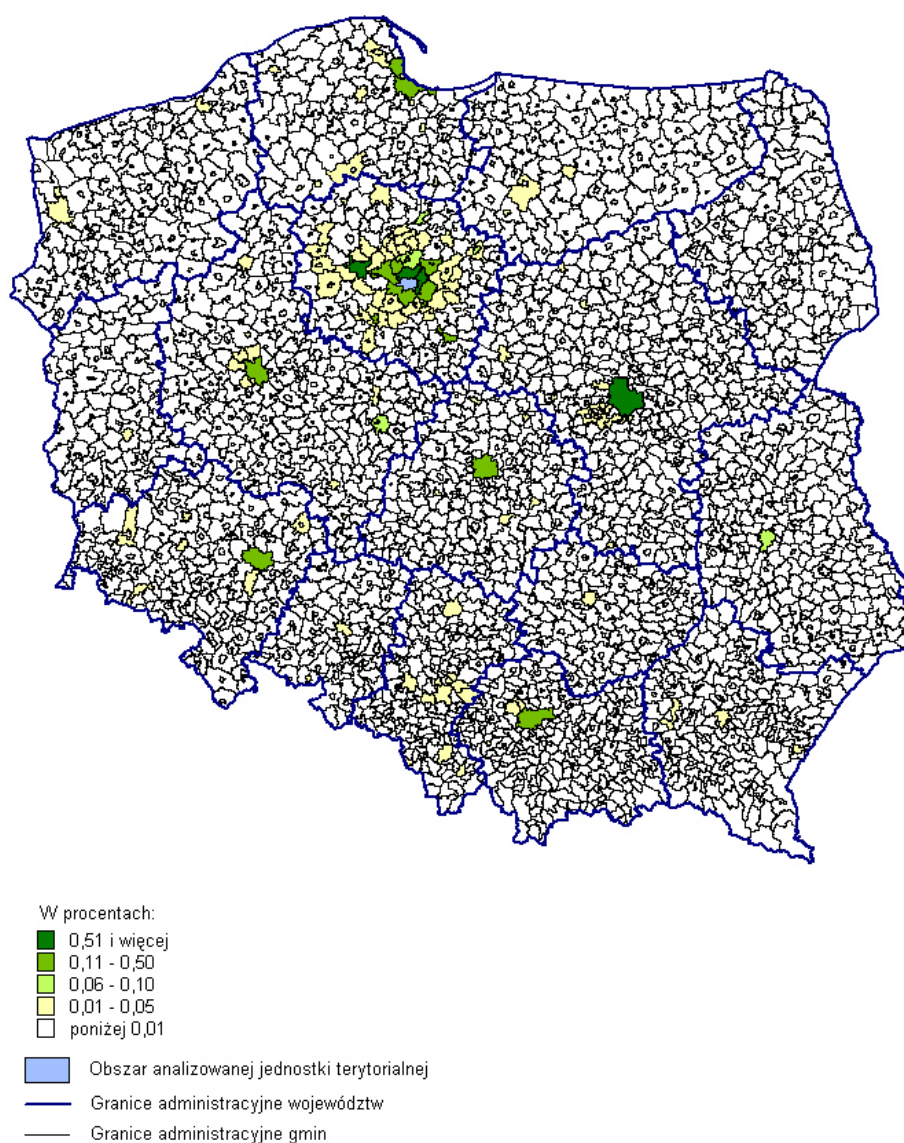 W procentach:
0,51 i więcej
0,11 - 0,50
0,06 - 0,10
0,01 - 0,05
poniżej 0,01
Obszar analizowanej jednostki terytorialnej
Granice administracyjne województw
Granice administracyjne gmin